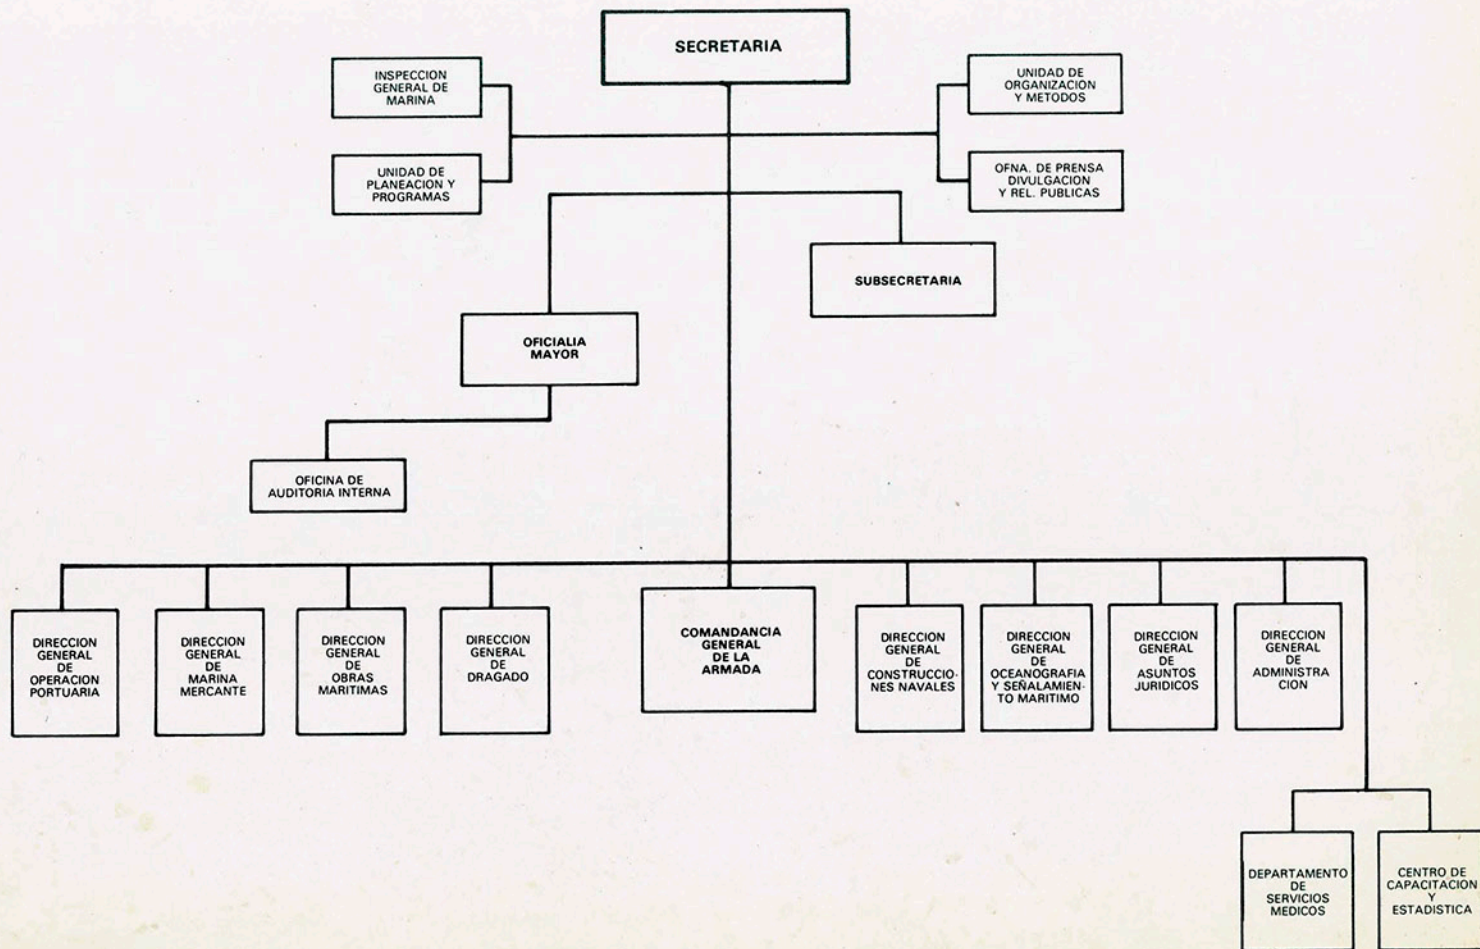 SECRETARIA
INSPECCION
GENERAL DE
MARINA
UNIDAD DE
ORGANIZACION
Y METODOS
UNIDAD DE
PLANEACION Y
PROGRAMAS
OFNA. DE PRENSA
DIVULGACION
Y REL. PUBLICAS
SUBSECRETARIA
OFICIALIA
MAYOR
OFICINA DE
AUDITORIA INTERNA
DIRECCION
GENERAL
DE
OPERACION
PORTUARIA
DIRECCION
GENERAL
DE
MARINA
MERCANTE
DIRECCION
GENERAL
DE
OBRAS
MARITIMAS
DIRECCION
GENERAL
DE
DRAGADO
COMANDANCIA
GENERAL
DE LA
ARMADA
DIRECCION
GENERAL
DE
CONSTRUCCIO-
NES NAVALES
DIRECCION
GENERAL
DE
OCEANOGRAFIA
Y SEÑALAMIEN-
TO MARITIMO
DIRECCION
GENERAL
DE
ASUNTOS
JURIDICOS
DIRECCION
GENERAL
DE
ADMINISTRA
CION
DEPARTAMENTO
DE
SERVICIOS
MEDICOS
CENTRO DE
CAPACITACION
Y
ESTADISTICA